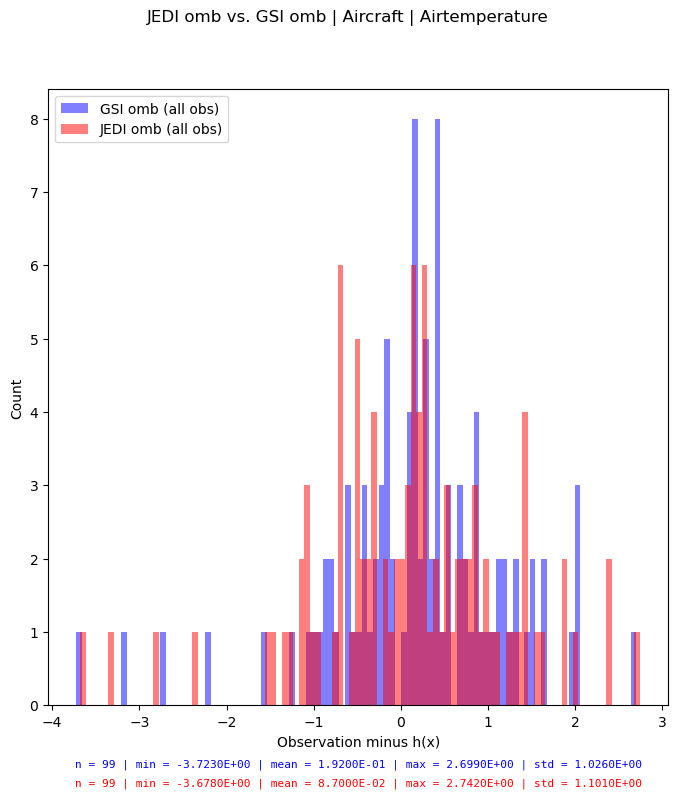 JEDI omb vs. GSI omb | Aircraft | Airtemperature
GSI omb (all obs)
JEDI omb (all obs)
8
7
6
5
4
3
2
1
0
Count
−4 −3 −2 −1 0 1 2 3
Observation minus h(x)
n = 99 | min = -3.7230E+00 | mean = 1.9200E-01 | max = 2.6990E+00 | std = 1.0260E+00
n = 99 | min = -3.6780E+00 | mean = 8.7000E-02 | max = 2.7420E+00 | std = 1.1010E+00